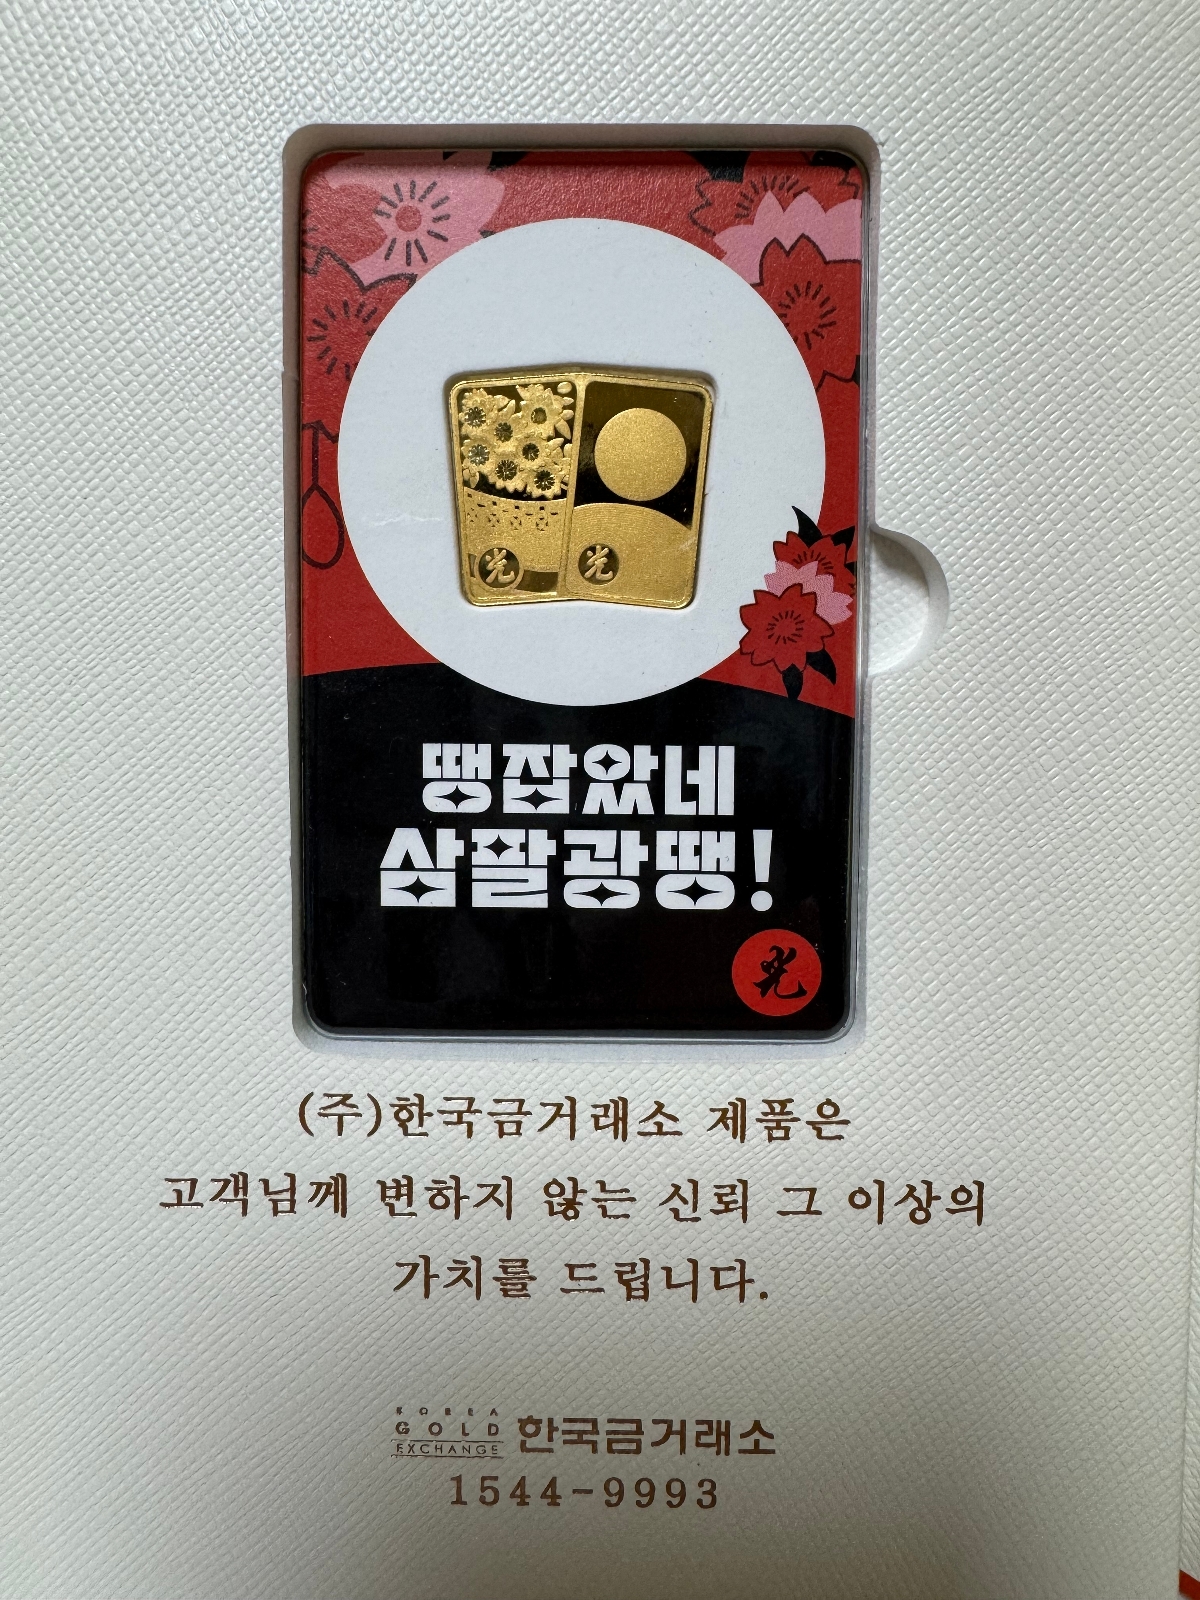 光
光
땡잡았네
삼팔광땡!
光
(주)한국금거래소 제품은
고객님께 변하지 않는 신뢰 그 이상의
가치를 드립니다.
KOREA
GOLD
EXCHANGE
한국금거래소
1544-9993